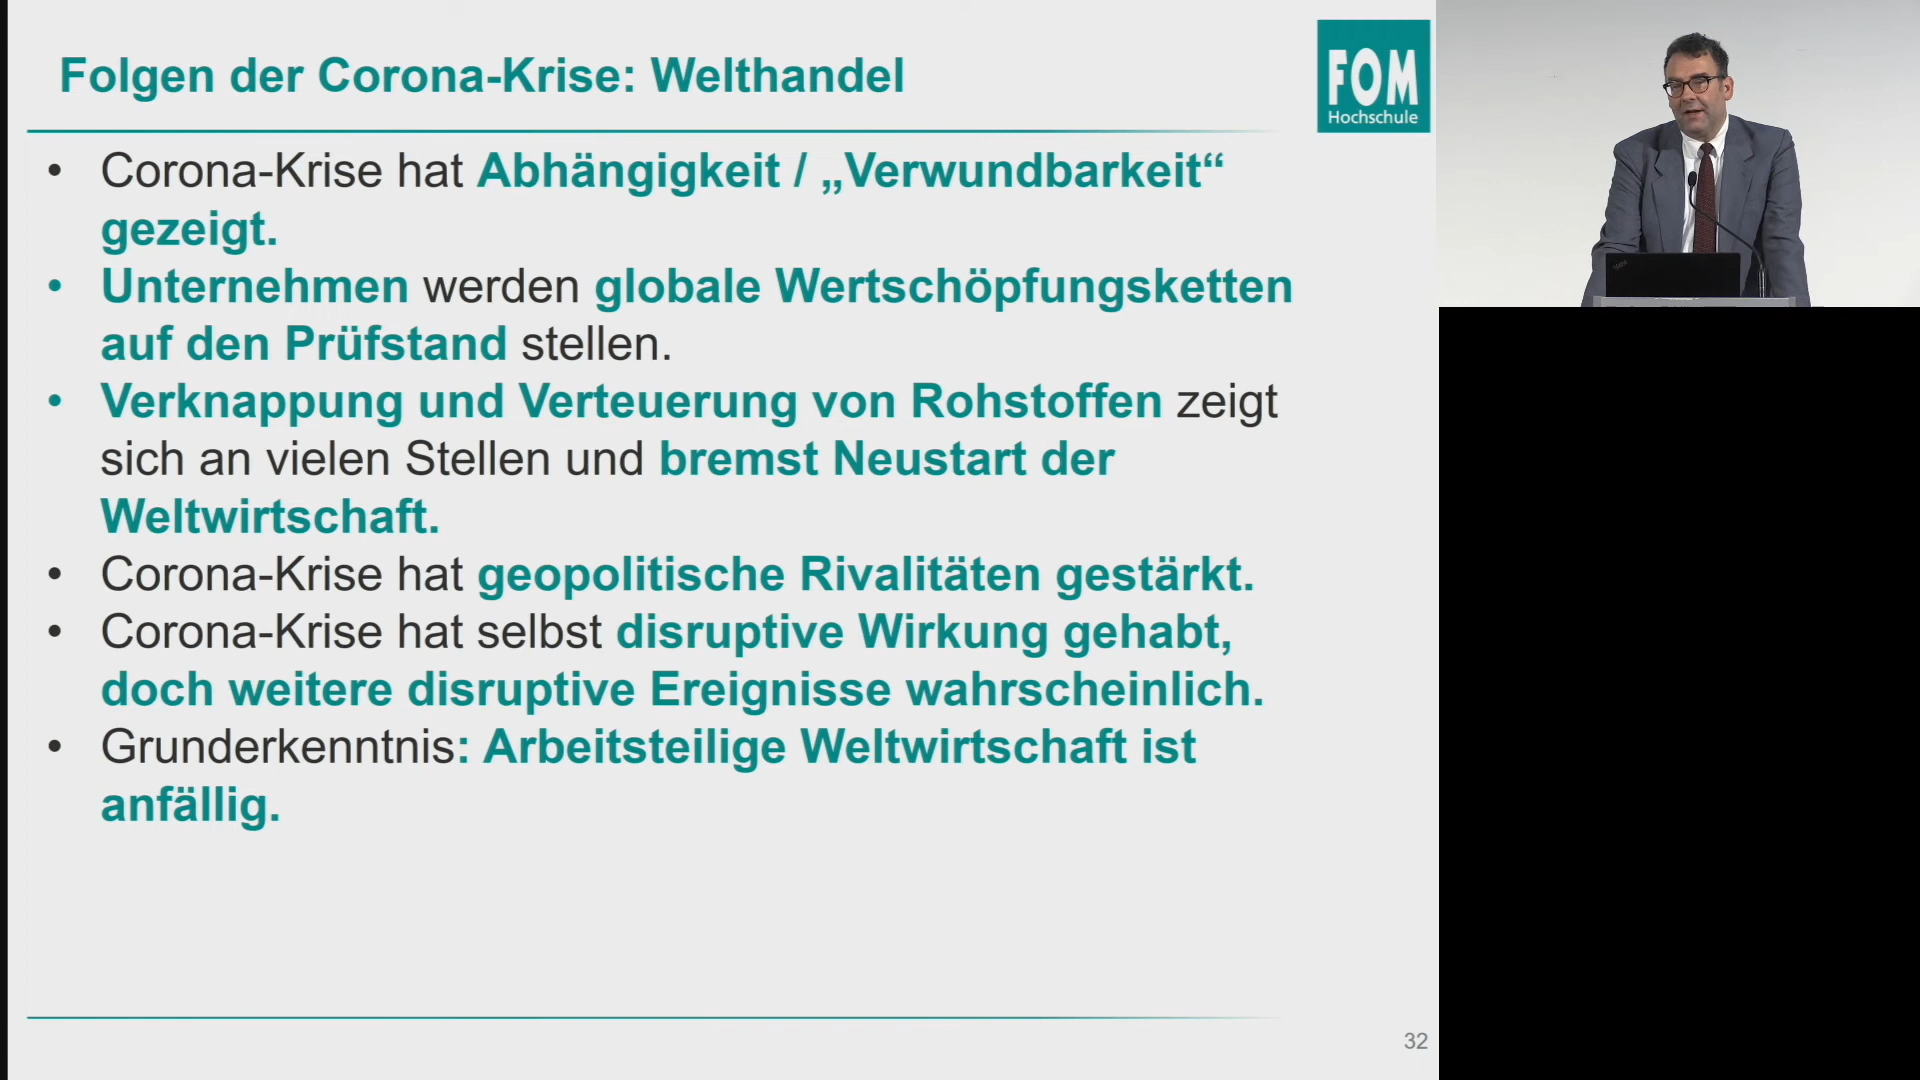 Folgen der Corona-Krise: Welthandel
FOM
Hochschule
• Corona-Krise hat Abhängigkeit / „Verwundbarkeit“
gezeigt.
• Unternehmen werden globale Wertschöpfungsketten
auf den Prüfstand stellen.
• Verknappung und Verteuerung von Rohstoffen zeigt
sich an vielen Stellen und bremst Neustart der
Weltwirtschaft.
• Corona-Krise hat geopolitische Rivalitäten gestärkt.
• Corona-Krise hat selbst disruptive Wirkung gehabt,
doch weitere disruptive Ereignisse wahrscheinlich.
• Grunderkenntnis: Arbeitsteilige Weltwirtschaft ist
anfällig.
32